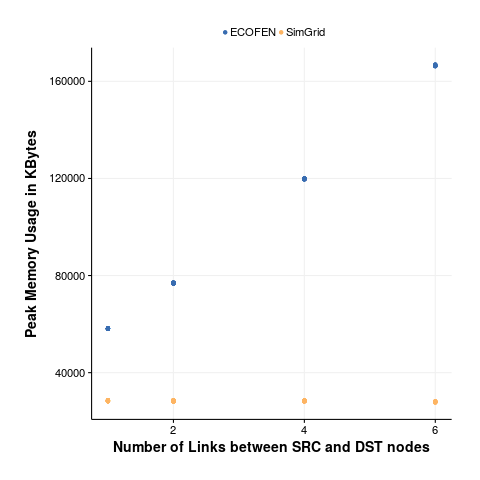 ECOFEN SimGrid
160000
120000
80000
40000
Peak Memory Usage in KBytes
2 4 6
Number of Links between SRC and DST nodes